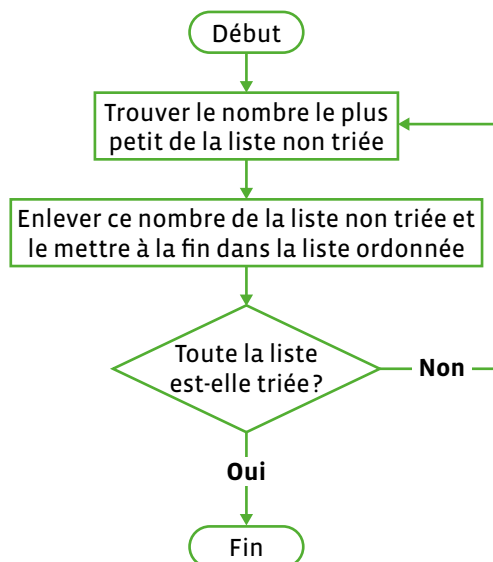 Début
Trouver le nombre le plus
petit de la liste non triée
Enlever ce nombre de la liste non triée et
le mettre à la fin dans la liste ordonnée
Toute la liste
est-elle triée ?
Non
Oui
Fin